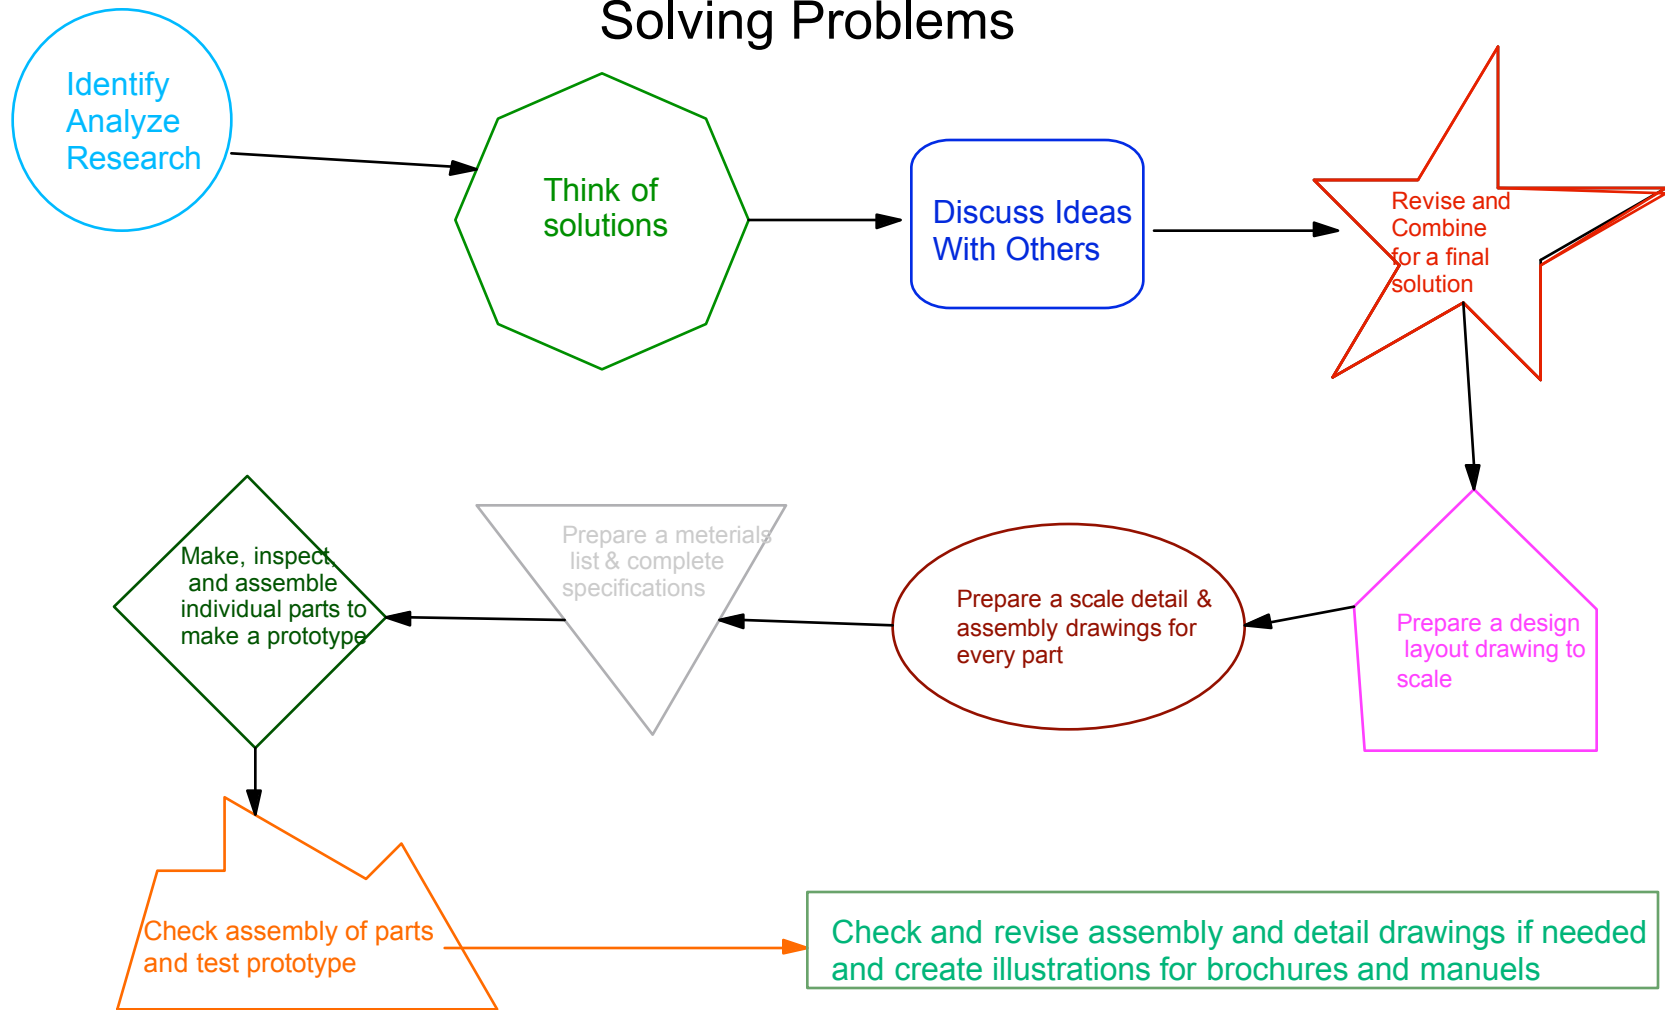 Solving Problems
Identify
Analyze
Research
Think of
solutions
Discuss Ideas
With Others
Revise and
Combine
for a final
solution
Prepare a design
layout drawing to
scale
Prepare a scale detail &
assembly drawings for
every part
Prepare a meterials
list & complete
specifications
Make, inspect,
and assemble
individual parts to
make a prototype
Check assembly of parts
and test prototype
Check and revise assembly and detail drawings if needed
and create illustrations for brochures and manuels